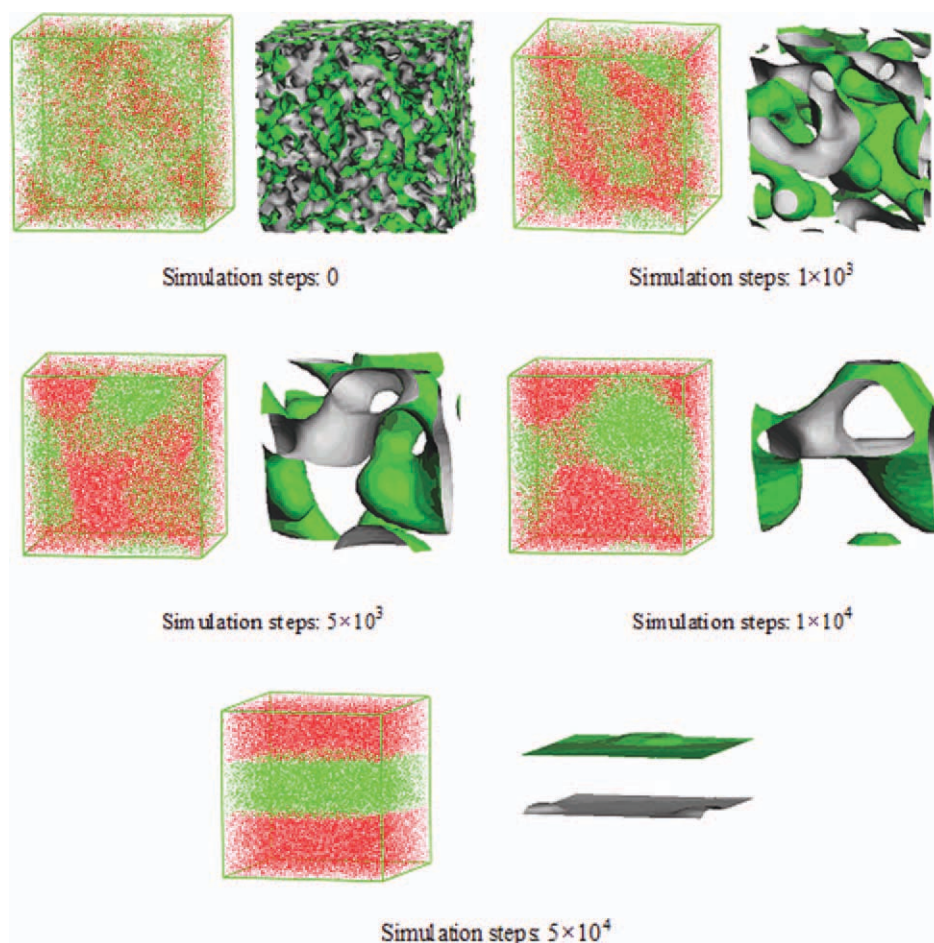 Simulation steps: 0
Simulation steps: 1×10³
Simulation steps: 5×10³
Simulation steps: 1×10⁴
Simulation steps: 5×10⁴